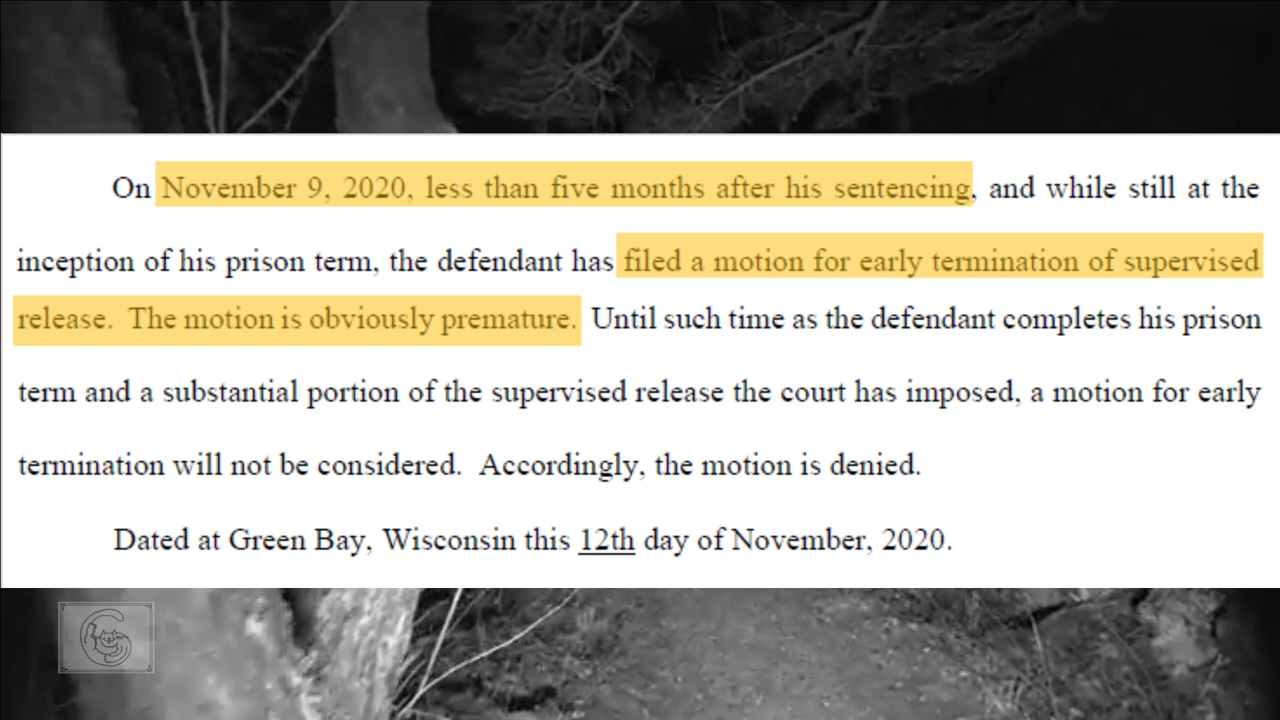 On November 9, 2020, less than five months after his sentencing, and while still at the
inception of his prison term, the defendant has filed a motion for early termination of supervised
release. The motion is obviously premature. Until such time as the defendant completes his prison
term and a substantial portion of the supervised release the court has imposed, a motion for early
termination will not be considered. Accordingly, the motion is denied.
Dated at Green Bay, Wisconsin this 12th day of November, 2020.